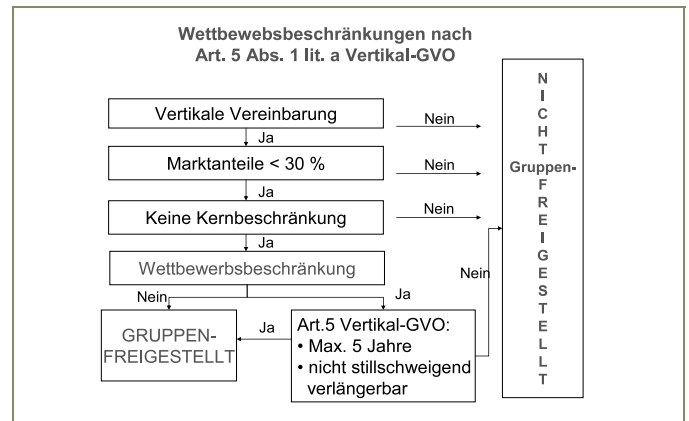 Wettbewebsbeschränkungen nach
Art. 5 Abs. 1 lit. a Vertikal-GVO
Vertikale Vereinbarung
Nein
Ja
Marktanteile < 30 %
Nein
Ja
Keine Kernbeschränkung
Nein
Ja
Wettbewerbsbeschränkung
Nein
Ja
GRUPPEN-
FREIGESTELLT
Ja
Art.5 Vertikal-GVO:
• Max. 5 Jahre
• nicht stillschweigend
verlängerbar
Nein
N
I
C
H
T
Gruppen-
F
R
E
I
G
E
S
T
E
L
L
T